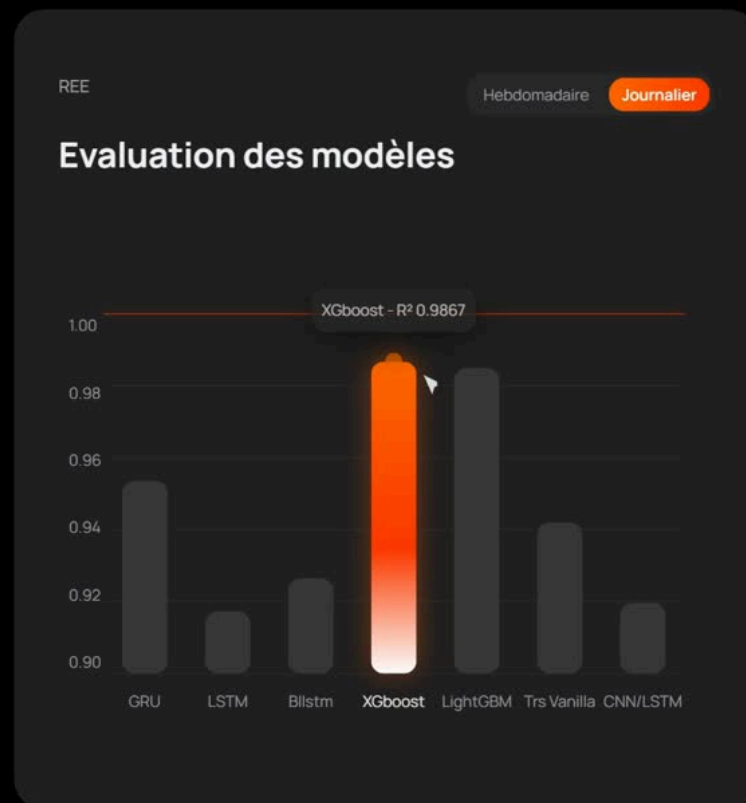 REE
Hebdomadaire Journalier
Evaluation des modèles
XGboost - R² 0.9867
1.00
0.98
0.96
0.94
0.92
0.90
GRU LSTM BIlstm XGboost LightGBM Trs Vanilla CNN/LSTM